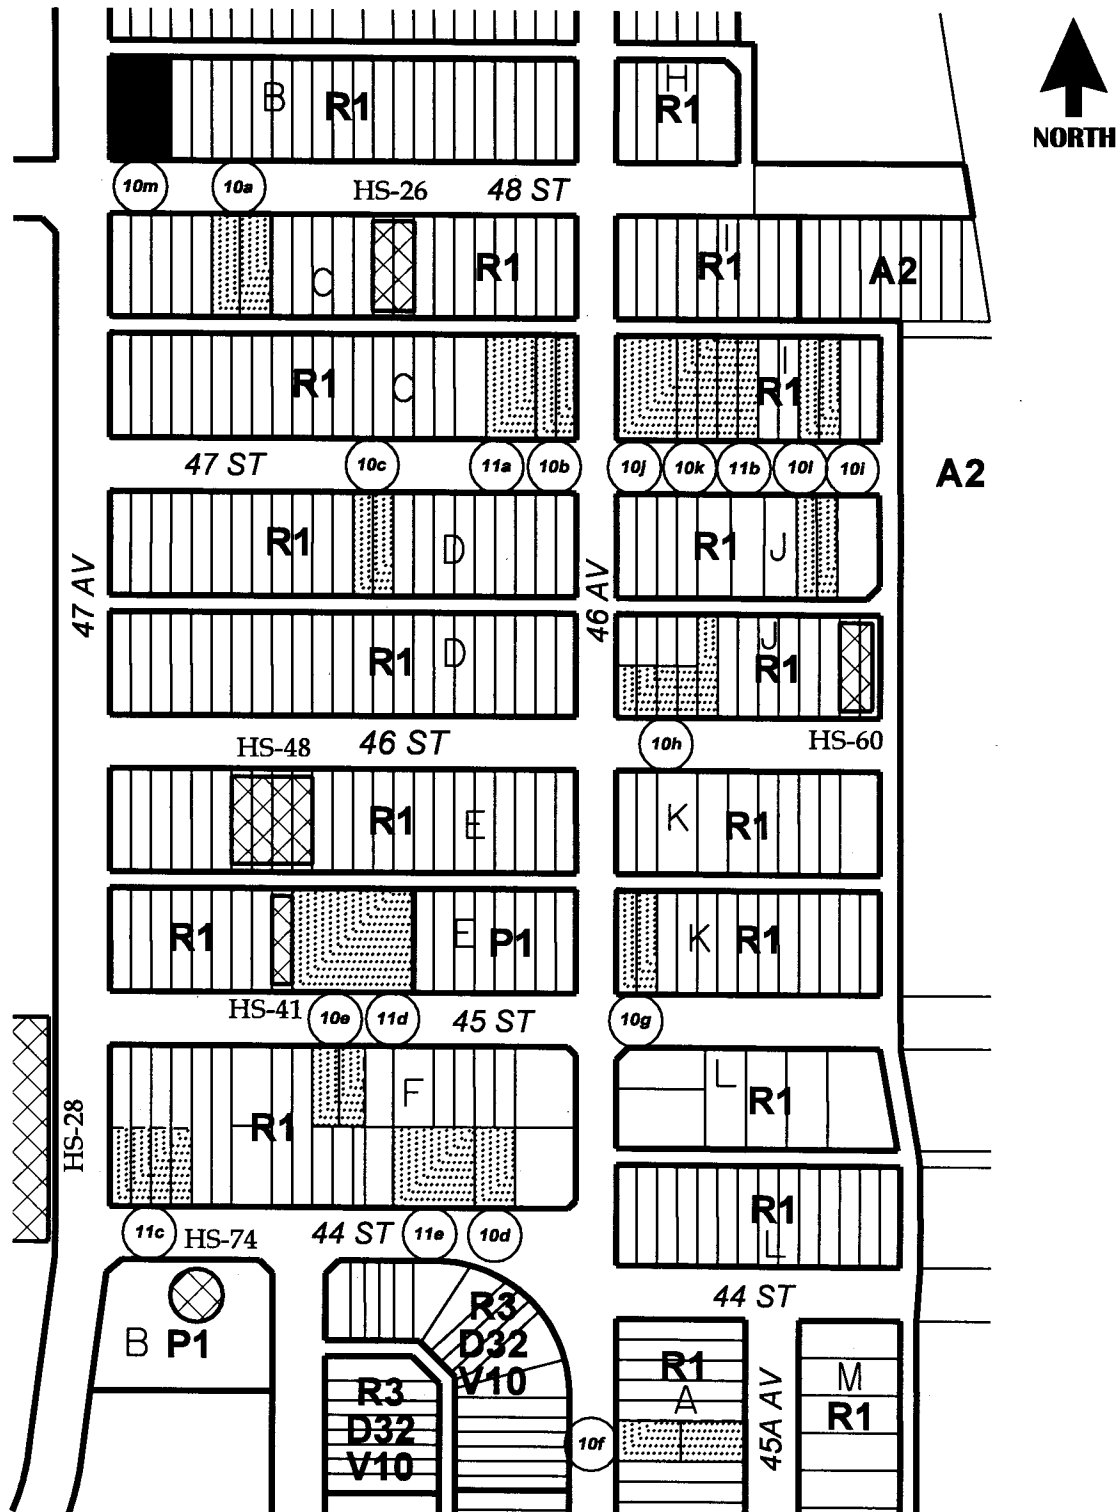 NORTH
B
R1
H
R1
10m
10a
HS-26
48 ST
C
R1
I
R1
A2
R1
C
I
R1
47 ST
10c
11a
10b
10j
10k
11b
10l
10i
A2
R1
D
R1
J
47 AV
46 AV
R1
D
J
R1
HS-48
46 ST
10h
HS-60
R1
E
K
R1
R1
E
P1
K
R1
HS-41
10e
11d
45 ST
10g
HS-28
F
R1
L
R1
R1
L
11c
HS-74
44 ST
11e
10d
44 ST
B
P1
R3
D32
V10
R3
D32
V10
R1
A
10f
45A AV
M
R1